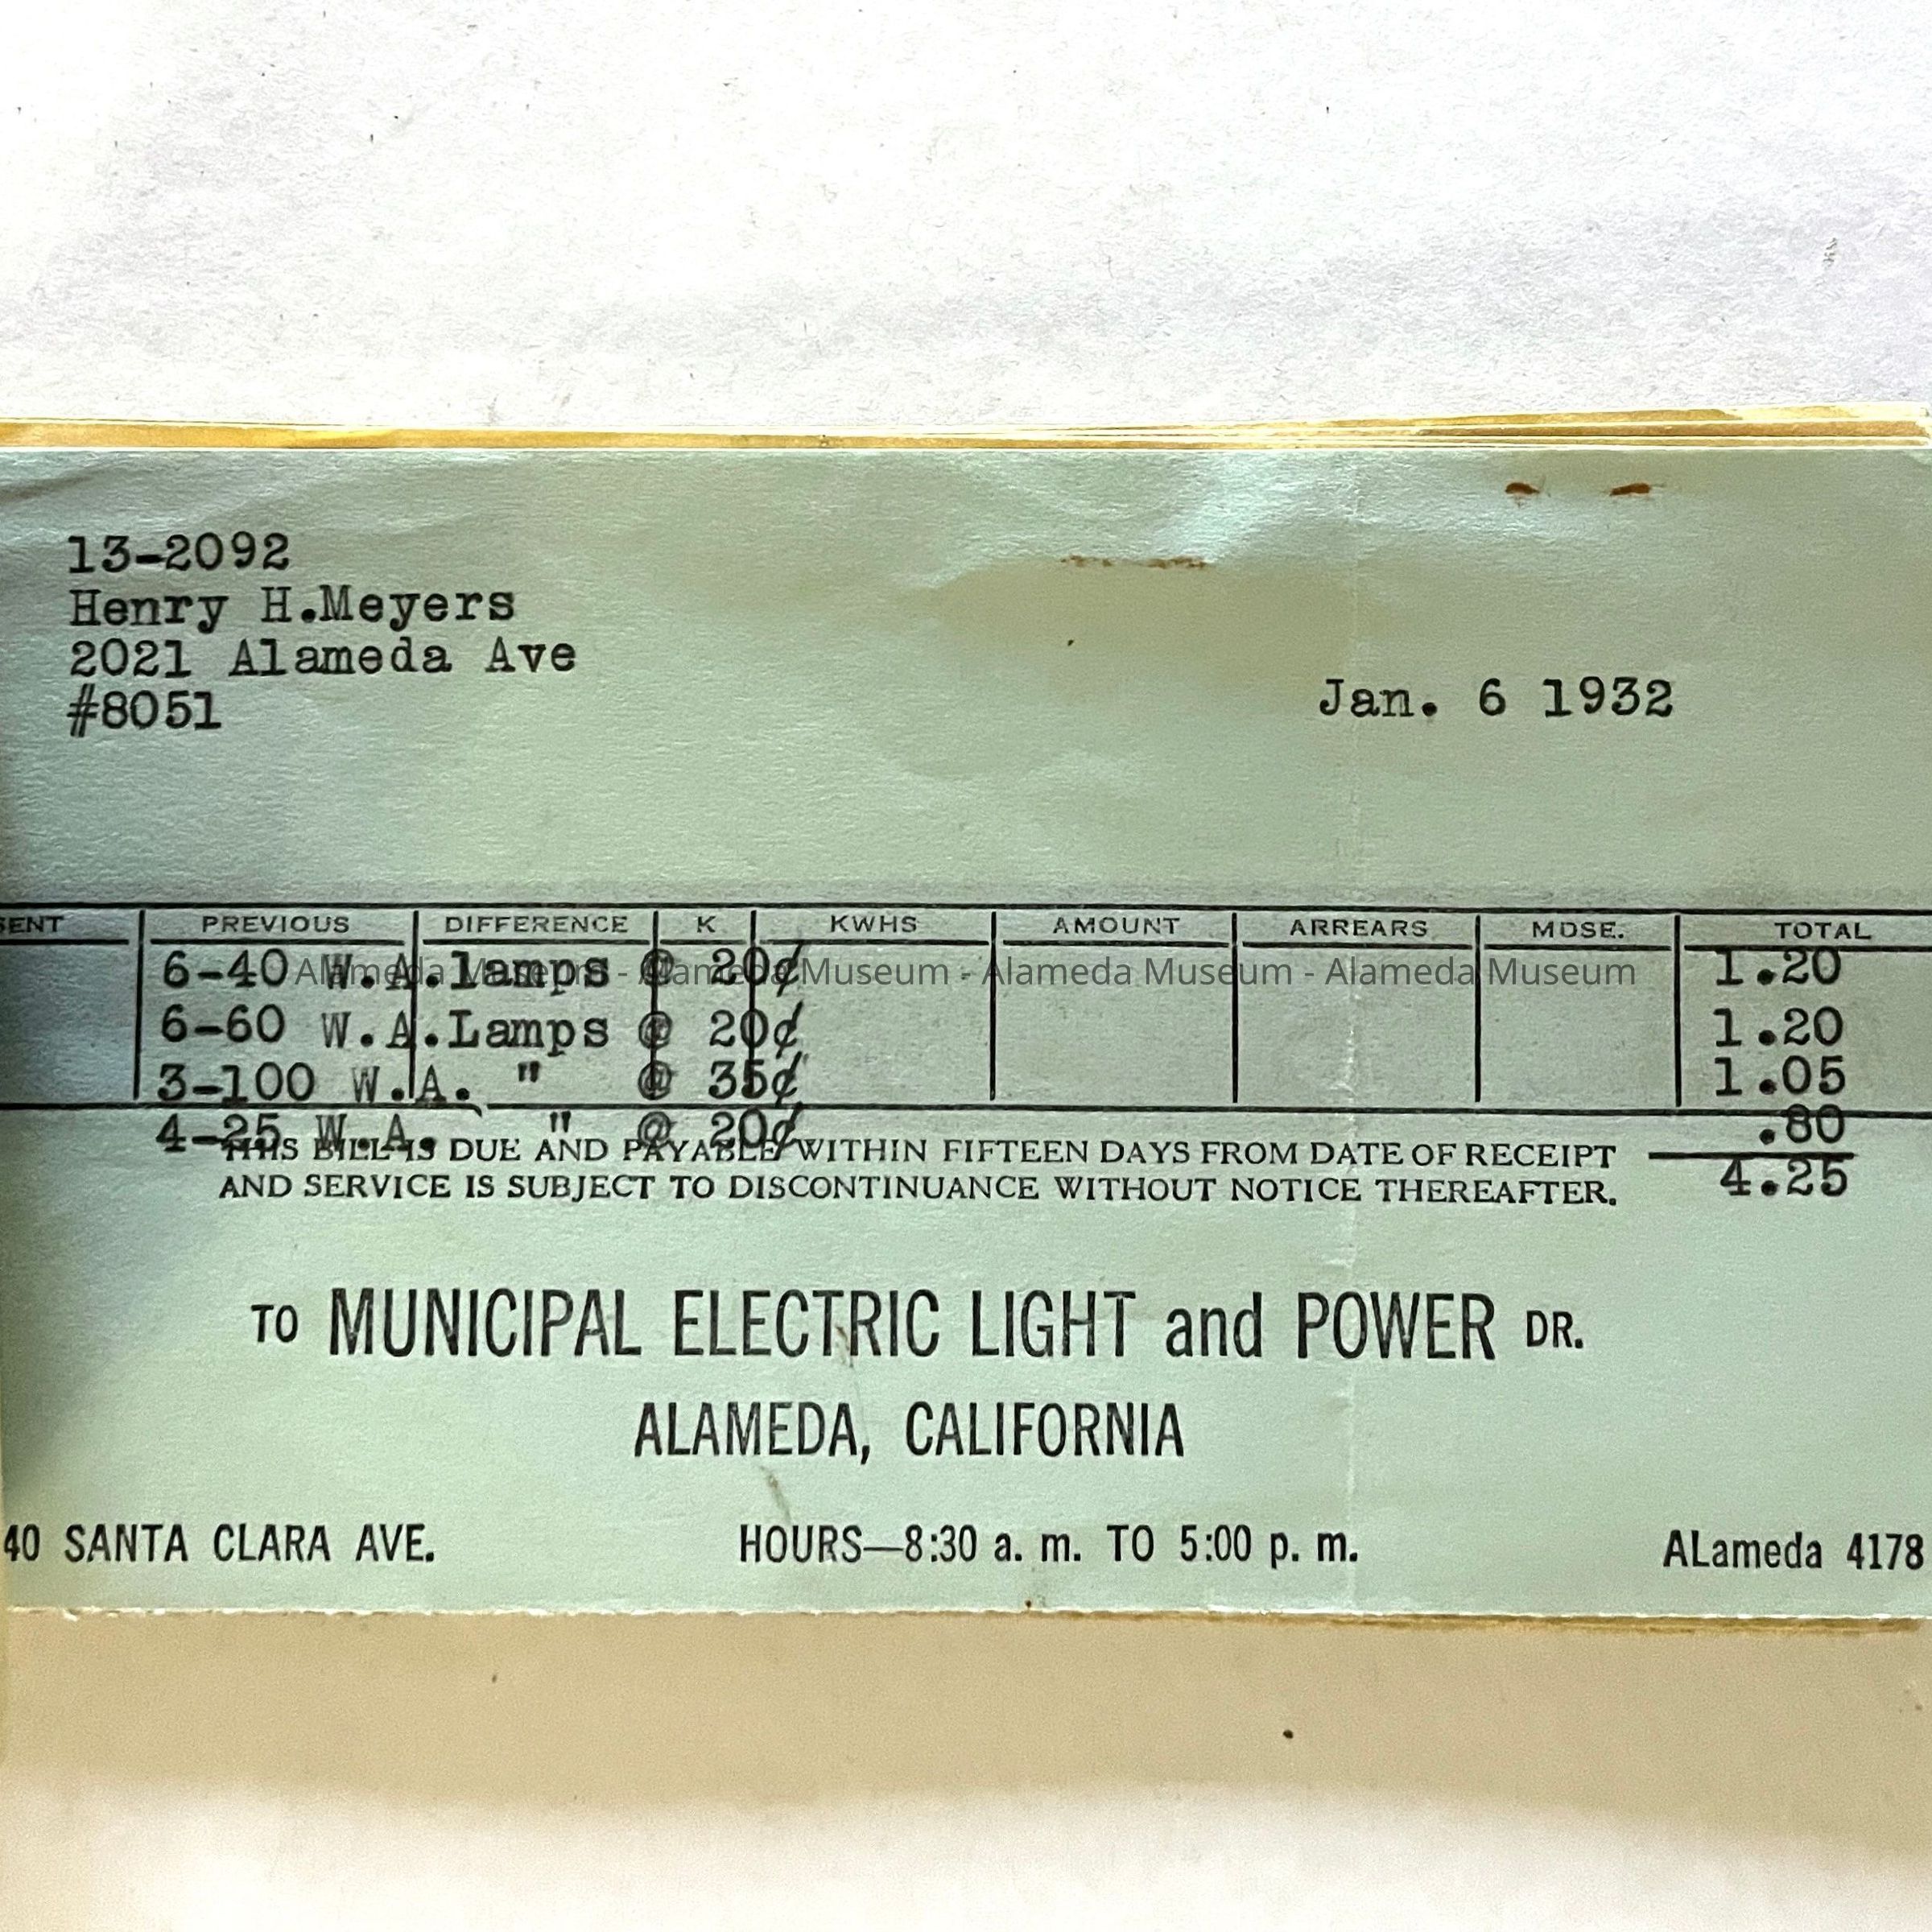 13-2092
Henry H.Meyers
2021 Alameda Ave
#8051
Jan. 6 1932
SENT PREVIOUS DIFFERENCE K KWHS AMOUNT ARREARS MDSE. TOTAL
6-40 W.A.lamps @ 20¢ 1.20
Alameda Museum - Alameda Museum - Alameda Museum - Alameda Museum
6-60 W.A.Lamps @ 20¢ 1.20
3-100 W.A. " @ 35¢ 1.05
4-25 W.A. " @ 20¢ .80
THIS BILL IS DUE AND PAYABLE WITHIN FIFTEEN DAYS FROM DATE OF RECEIPT
AND SERVICE IS SUBJECT TO DISCONTINUANCE WITHOUT NOTICE THEREAFTER.
4.25
TO MUNICIPAL ELECTRIC LIGHT and POWER DR.
ALAMEDA, CALIFORNIA
40 SANTA CLARA AVE. HOURS—8:30 a. m. TO 5:00 p. m. ALameda 4178